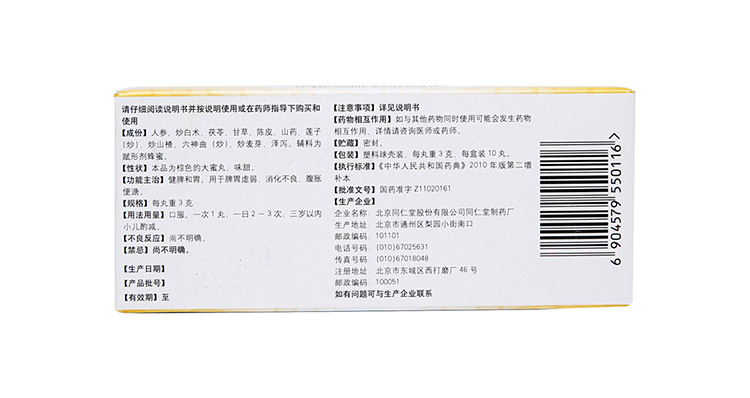 请仔细阅读说明书并按说明使用或在药师指导下购买和
使用
【成份】人参、炒白术、茯苓、甘草、陈皮、山药、莲子
(炒)、炒山楂、六神曲（炒)、炒麦芽、泽泻。辅料为
赋形剂蜂蜜。
【性状】本品为棕色的大蜜丸，味甜。
【功能主治】健脾和胃。用于脾胃虚弱，消化不良，腹胀
便溏。
【规格】每丸重3克
【用法用量】口服。一次1丸，一日2～3次，三岁以内
小儿酌减。
【不良反应】尚不明确。
【禁忌】尚不明确。
【生产日期】
【产品批号】
【有效期】至
【注意事项】详见说明书
【药物相互作用】如与其他药物同时使用可能会发生药物
相互作用，详情请咨询医师或药师。
【贮藏】密封。
【包装】塑料球壳装，每丸重3克，每盒装10丸。
【执行标准】《中华人民共和国药典》2010年版第二增
补本
【批准文号】国药准字Z11020161
【生产企业】
企业名称：北京同仁堂股份有限公司同仁堂制药厂
生产地址：北京市通州区梨园小街南口
邮政编码：101101
电话号码：(010)67025631
传真号码：(010)67018048
注册地址：北京市东城区西打磨厂46号
邮政编码：100051
如有问题可与生产企业联系
6 904579 550116 >